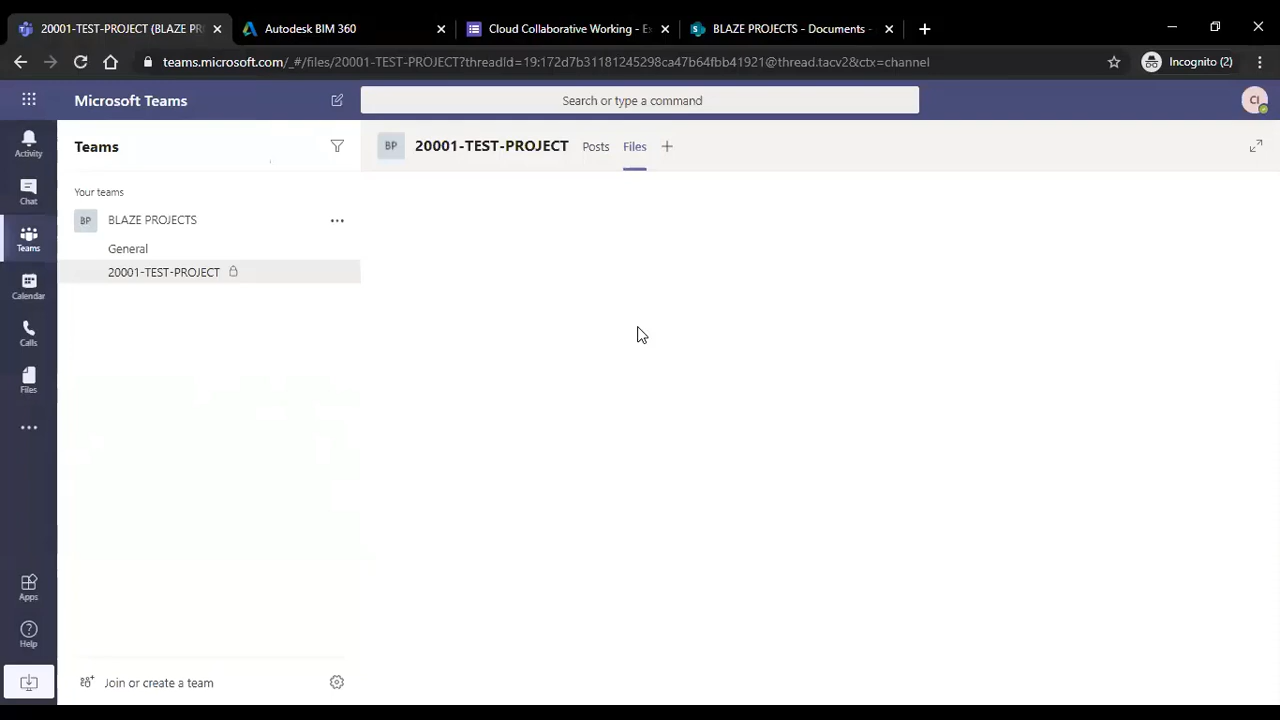 20001-TEST-PROJECT (BLAZE PR
Autodesk BIM 360
Cloud Collaborative Working - E
BLAZE PROJECTS - Documents -
teams.microsoft.com/_#/files/20001-TEST-PROJECT?threadId=19:172d7b31181245298ca47b64fbb41921@thread.tacv2&ctx=channel
Incognito (2)
Microsoft Teams
Search or type a command
CI
Activity
Chat
Teams
Calendar
Calls
Files
Apps
Help
Teams
Your teams
BP BLAZE PROJECTS
General
20001-TEST-PROJECT
Join or create a team
BP 20001-TEST-PROJECT Posts Files